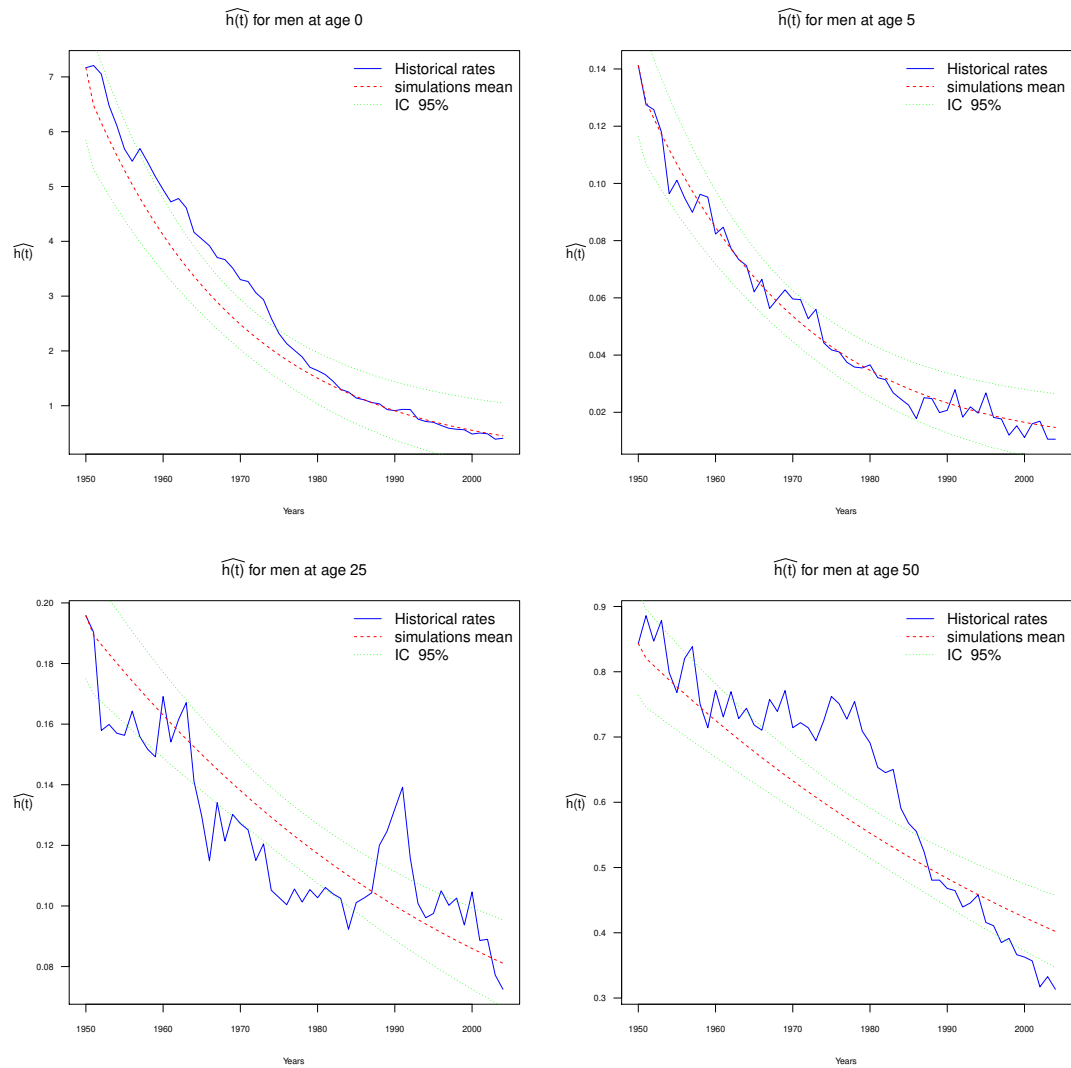 h(t) for men at age 0
Historical rates
simulations mean
IC 95%
7
6
5
4
3
2
1
h(t)
1950
1960
1970
1980
1990
2000
Years
h(t) for men at age 5
Historical rates
simulations mean
IC 95%
0.14
0.12
0.10
0.08
0.06
0.04
0.02
h(t)
1950
1960
1970
1980
1990
2000
Years
h(t) for men at age 25
Historical rates
simulations mean
IC 95%
0.20
0.18
0.16
0.14
0.12
0.10
0.08
h(t)
1950
1960
1970
1980
1990
2000
Years
h(t) for men at age 50
Historical rates
simulations mean
IC 95%
0.9
0.8
0.7
0.6
0.5
0.4
0.3
h(t)
1950
1960
1970
1980
1990
2000
Years